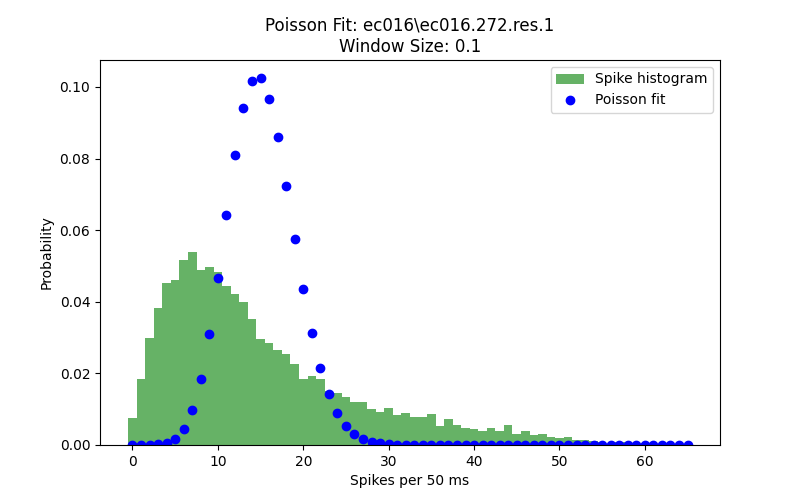 Poisson Fit: ec016\ec016.272.res.1
Window Size: 0.1
Spike histogram
Poisson fit
Probability
0.10
0.08
0.06
0.04
0.02
0.00
0 10 20 30 40 50 60
Spikes per 50 ms